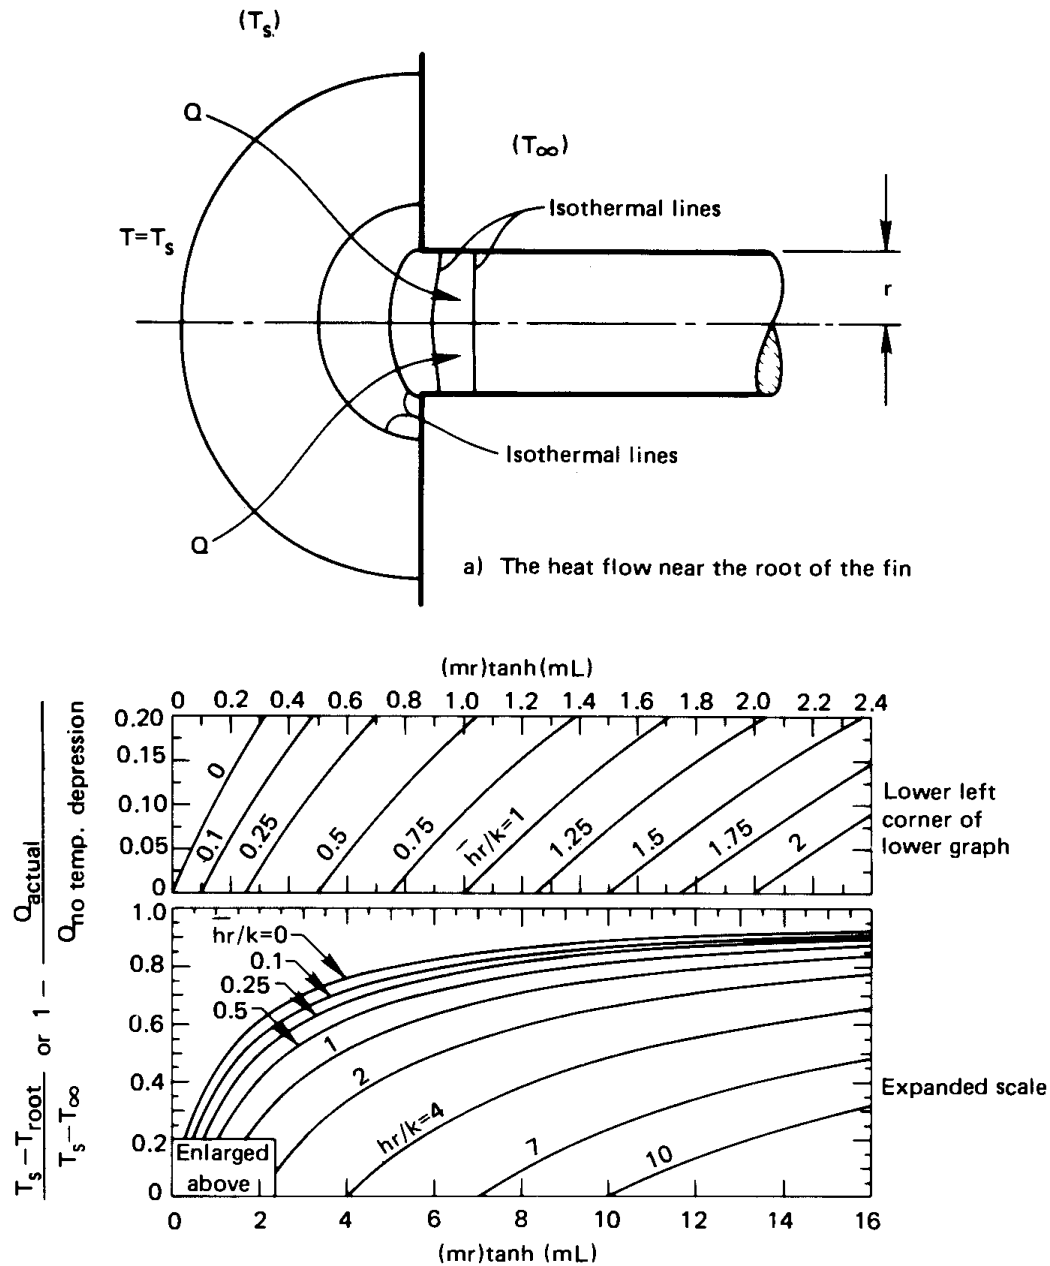 (Tₛ)
Q
(T∞)
Isothermal lines
T=Tₛ
r
Isothermal lines
Q
a) The heat flow near the root of the fin
(mr)tanh(mL)
0 0.2 0.4 0.6 0.8 1.0 1.2 1.4 1.6 1.8 2.0 2.2 2.4
0.20
0.15
0.10
0.05
0
0
0.1
0.25
0.5
0.75
h̅r/k=1
1.25
1.5
1.75
2
Lower left
corner of
lower graph
Tₛ–Tᵣₒₒₜ
Tₛ–T∞
or 1 –
Q actual
Q no temp. depression
1.0
0.8
0.6
0.4
0.2
0
h̅r/k=0
0.1
0.25
0.5
1
2
hr/k=4
7
10
Enlarged
above
Expanded scale
0 2 4 6 8 10 12 14 16
(mr)tanh (mL)